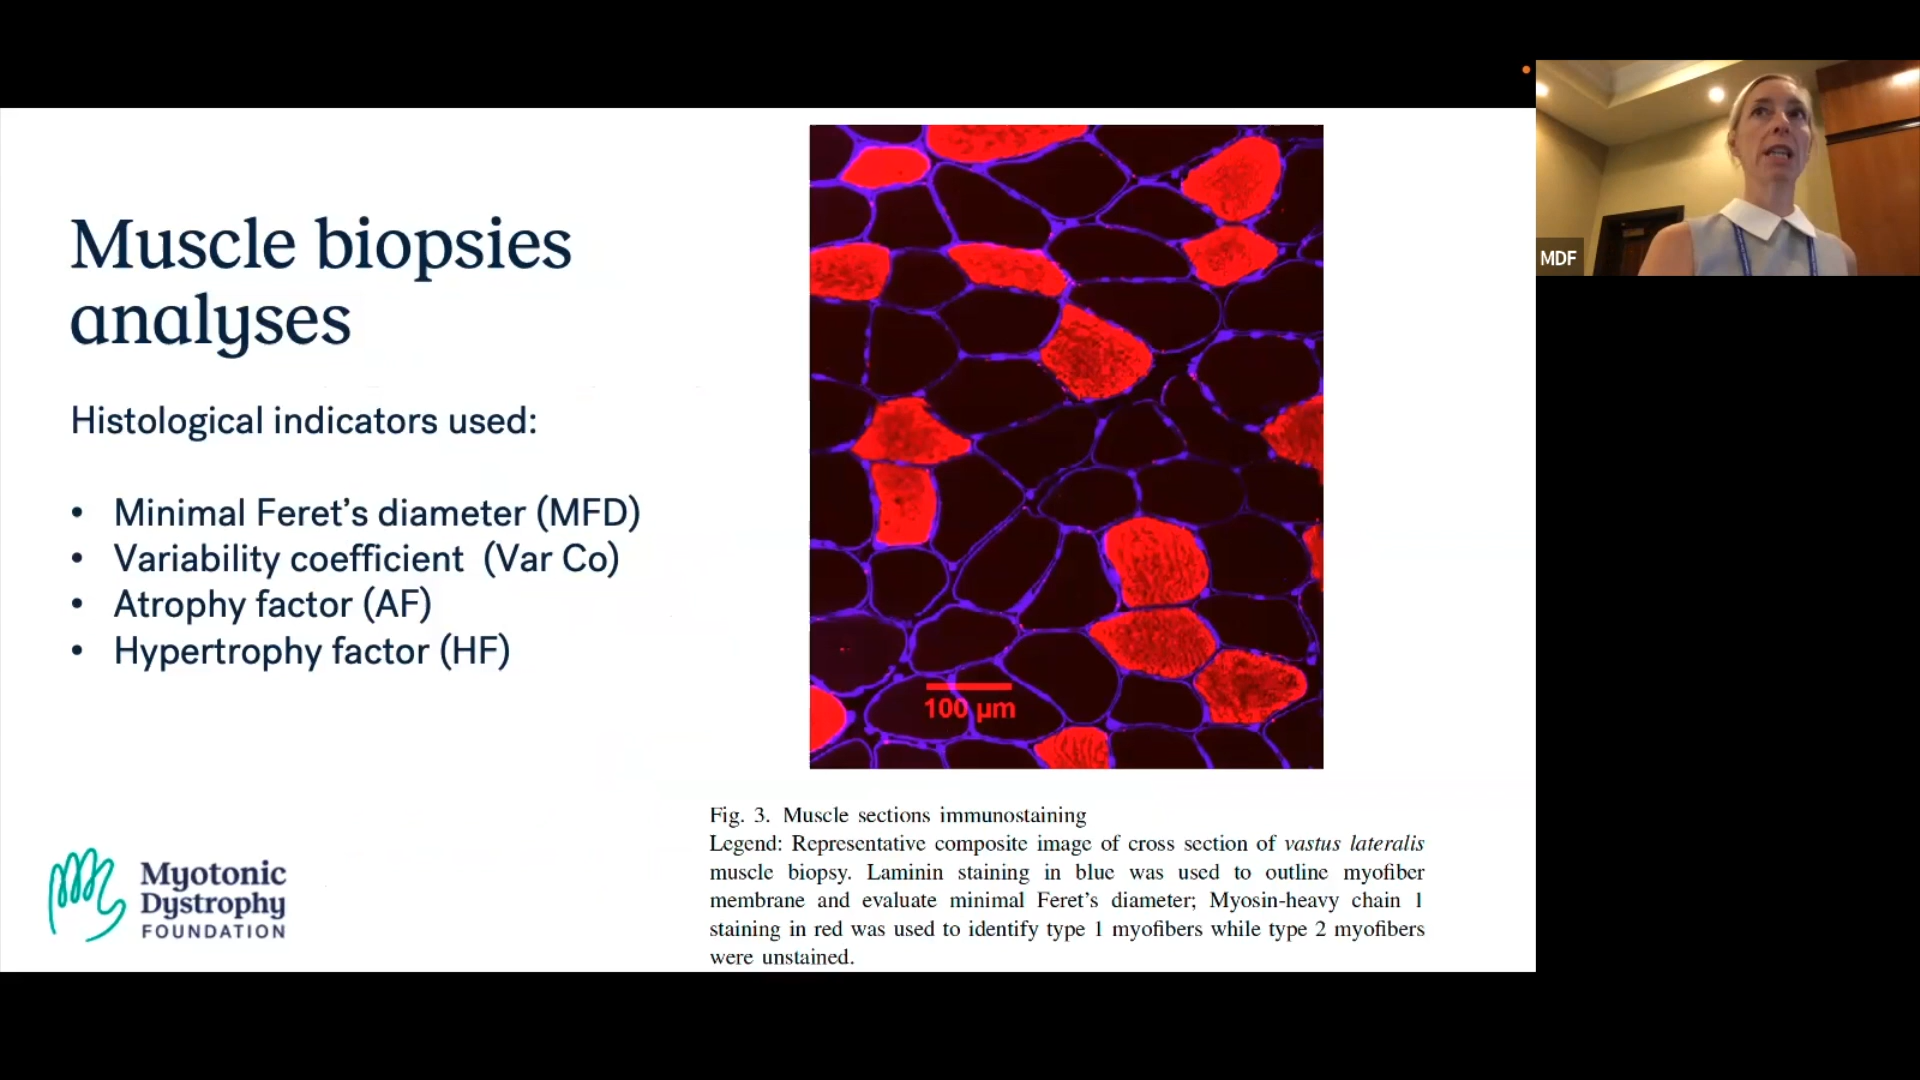 Muscle biopsies
analyses
Histological indicators used:
• Minimal Feret’s diameter (MFD)
• Variability coefficient (Var Co)
• Atrophy factor (AF)
• Hypertrophy factor (HF)
100 µm
Fig. 3. Muscle sections immunostaining
Legend: Representative composite image of cross section of vastus lateralis
muscle biopsy. Laminin staining in blue was used to outline myofiber
membrane and evaluate minimal Feret’s diameter; Myosin-heavy chain 1
staining in red was used to identify type 1 myofibers while type 2 myofibers
were unstained.
Myotonic
Dystrophy
FOUNDATION
MDF